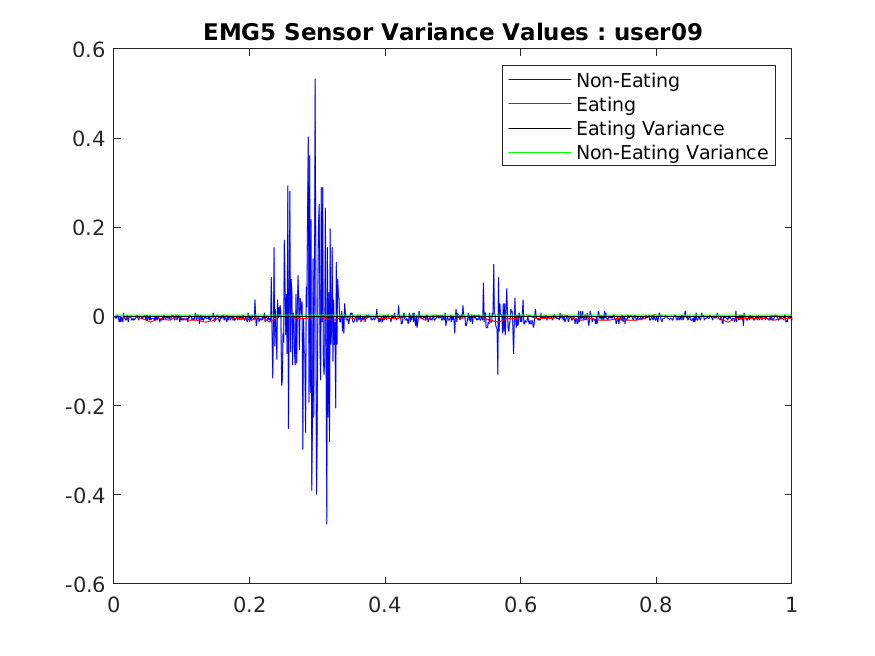 EMG5 Sensor Variance Values : user09
0.6
Non-Eating
Eating
0.4
Eating Variance
Non-Eating Variance
0.2
0
-0.2
-0.4
-0.6
0 0.2 0.4 0.6 0.8 1